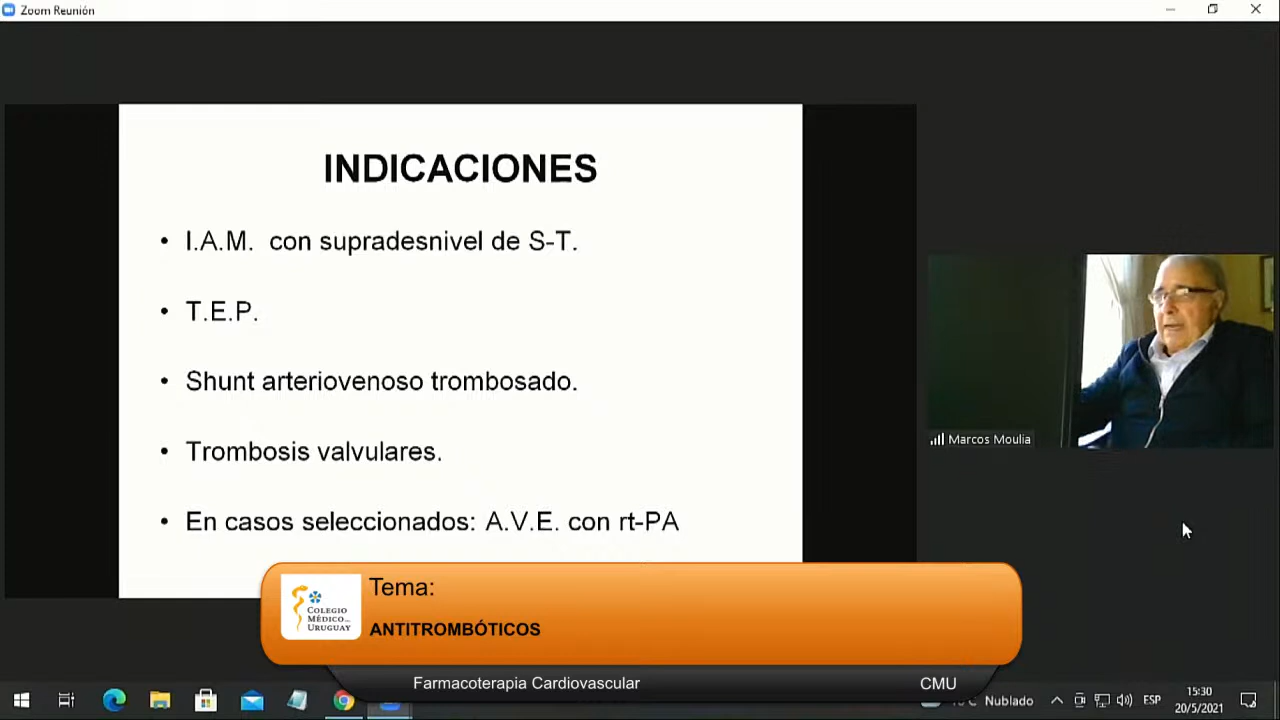 Zoom Reunión
INDICACIONES
• I.A.M. con supradesnivel de S-T.
• T.E.P.
• Shunt arteriovenoso trombosado.
• Trombosis valvulares.
• En casos seleccionados: A.V.E. con rt-PA
Marcos Moulia
COLEGIO
MÉDICO DEL
URUGUAY
Tema:
ANTITROMBÓTICOS
Farmacoterapia Cardiovascular CMU
Nublado ESP 15:30
20/5/2021